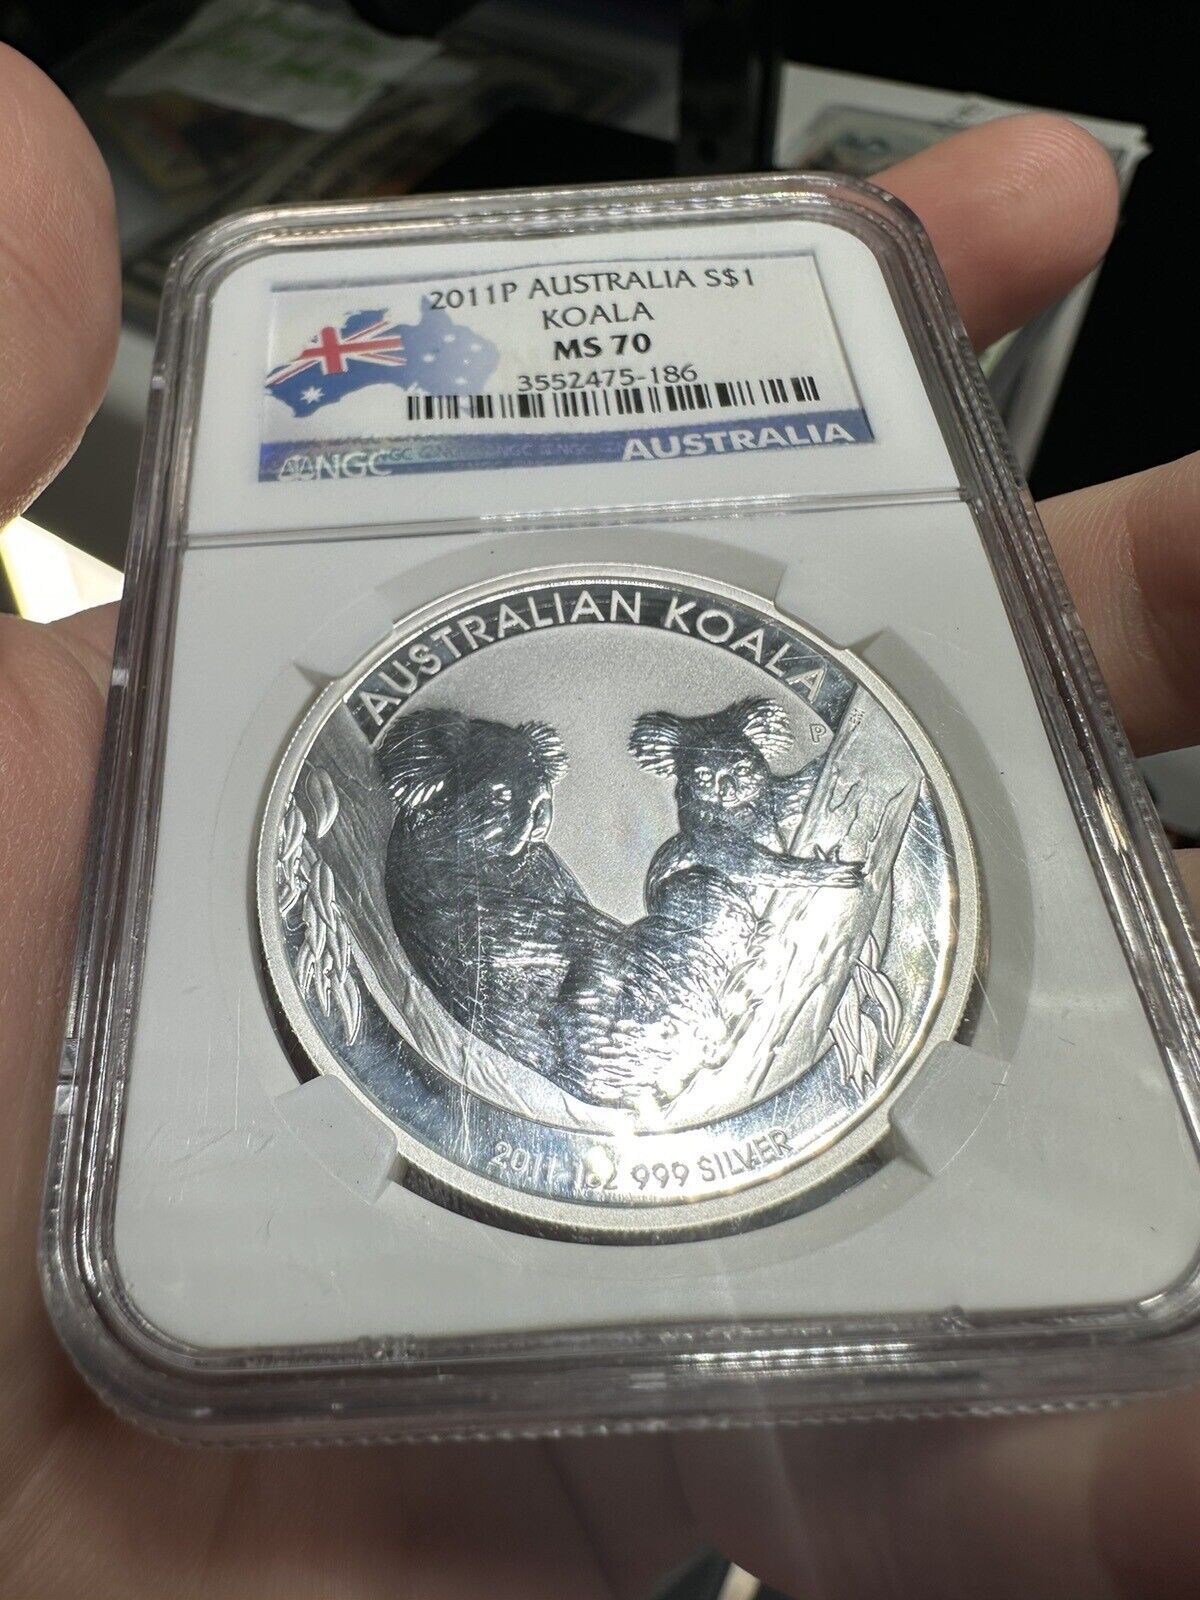 2011P AUSTRALIA S$1
KOALA
MS 70
3552475-186
NGC
AUSTRALIA
AUSTRALIAN KOALA
P
2011 1oz 999 SILVER